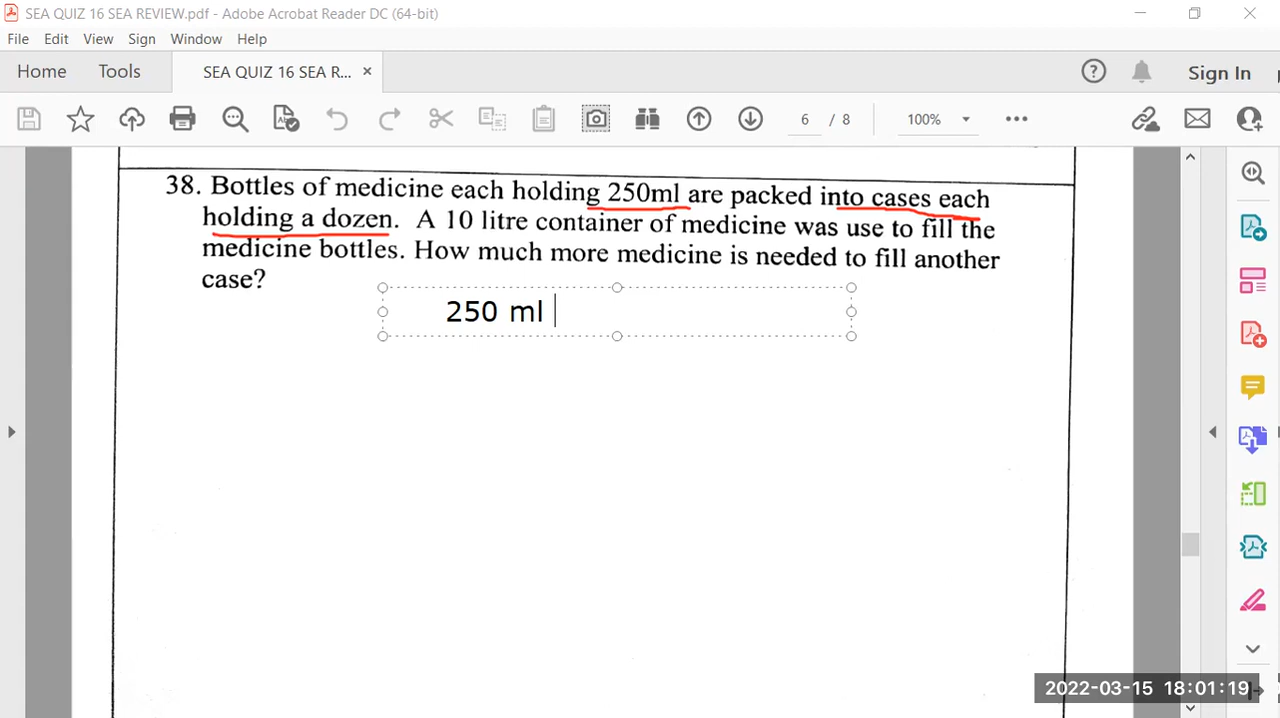 SEA QUIZ 16 SEA REVIEW.pdf - Adobe Acrobat Reader DC (64-bit)
File Edit View Sign Window Help
Home Tools SEA QUIZ 16 SEA R... × Sign In
6 / 8 100%
38. Bottles of medicine each holding 250ml are packed into cases each
holding a dozen. A 10 litre container of medicine was use to fill the
medicine bottles. How much more medicine is needed to fill another
case?
250 ml
2022-03-15 18:01:19